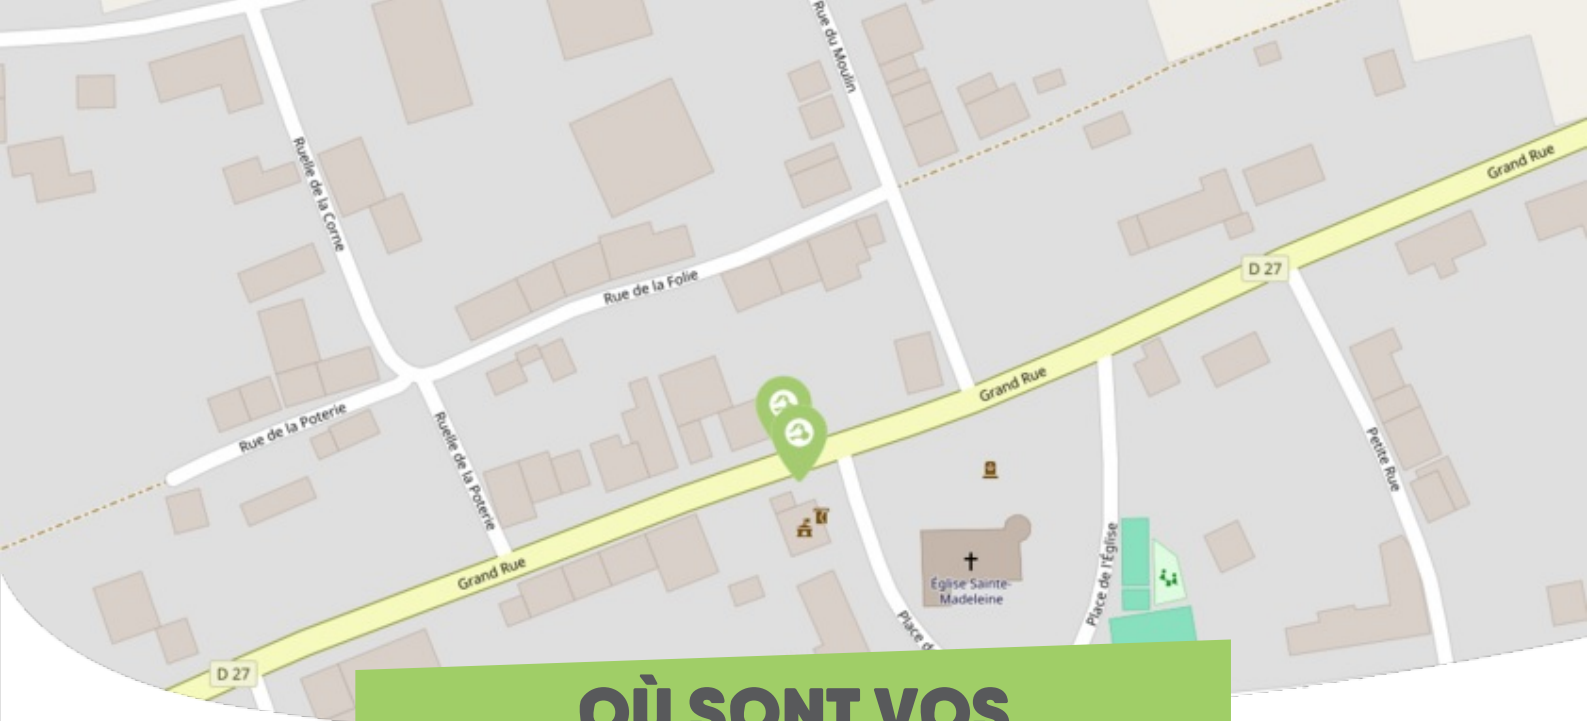 Rue du Moulin
Grand Rue
Ruelle de la Corne
D 27
Rue de la Folie
Grand Rue
Rue de la Poterie
Ruelle de la Poterie
Petite Rue
Grand Rue
Église Sainte-
Madeleine
Place de l'Église
Place d
D 27
OÙ SONT VOS